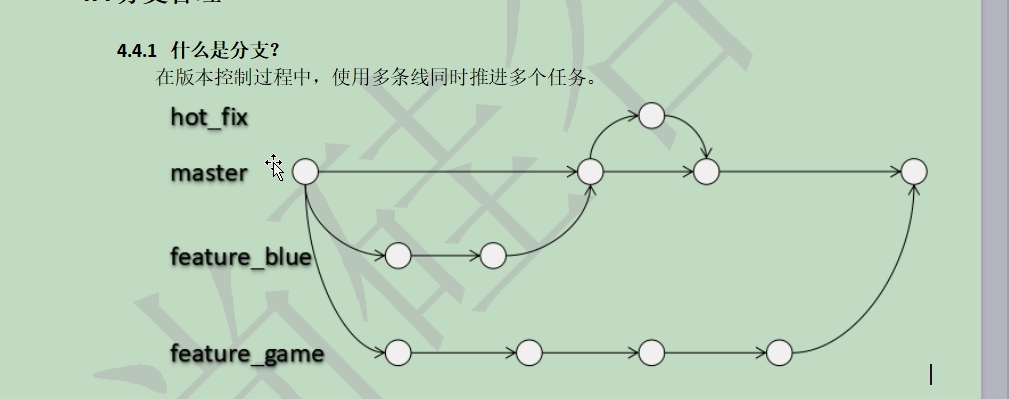 4.4.1 什么是分支？
在版本控制过程中，使用多条线同时推进多个任务。
hot_fix
master
feature_blue
feature_game